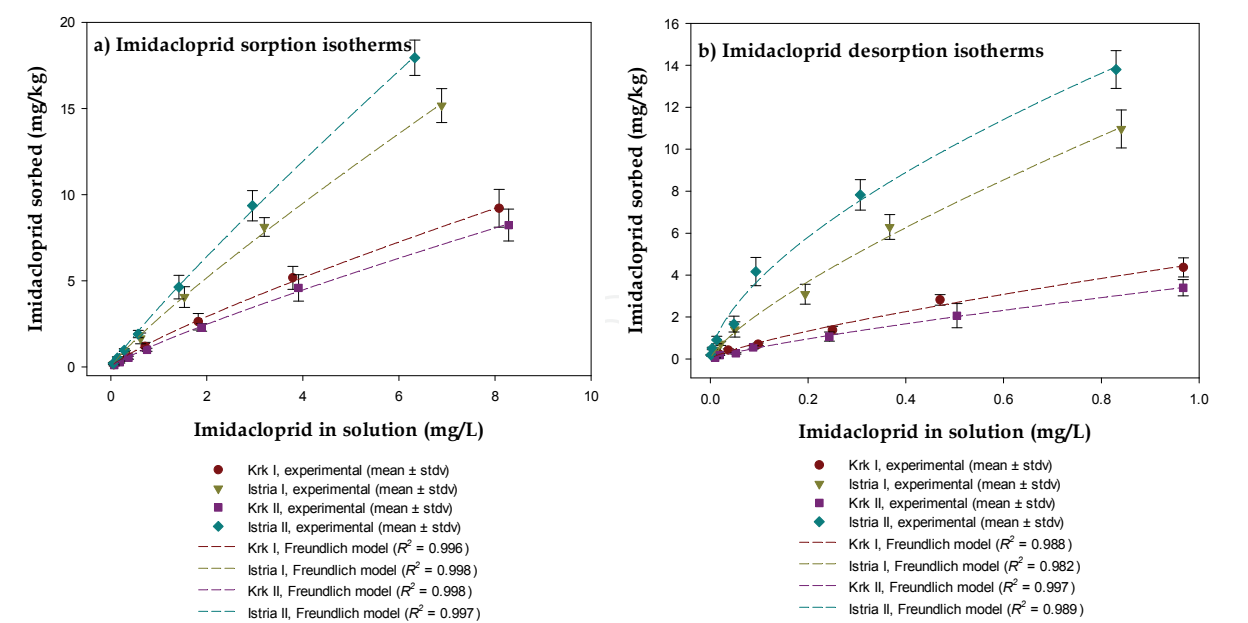 a) Imidacloprid sorption isotherms
Imidacloprid sorbed (mg/kg)
20
15
10
5
0
0 2 4 6 8 10
Imidacloprid in solution (mg/L)
Krk I, experimental (mean ± stdv)
Istria I, experimental (mean ± stdv)
Krk II, experimental (mean ± stdv)
Istria II, experimental (mean ± stdv)
Krk I, Freundlich model (R² = 0.996)
Istria I, Freundlich model (R² = 0.998)
Krk II, Freundlich model (R² = 0.998)
Istria II, Freundlich model (R² = 0.997)
b) Imidacloprid desorption isotherms
Imidacloprid sorbed (mg/kg)
16
14
12
10
8
6
4
2
0
0.0 0.2 0.4 0.6 0.8 1.0
Imidacloprid in solution (mg/L)
Krk I, experimental (mean ± stdv)
Istria I, experimental (mean ± stdv)
Krk II, experimental (mean ± stdv)
Istria II, experimental (mean ± stdv)
Krk I, Freundlich model (R² = 0.988)
Istria I, Freundlich model (R² = 0.982)
Krk II, Freundlich model (R² = 0.997)
Istria II, Freundlich model (R² = 0.989)